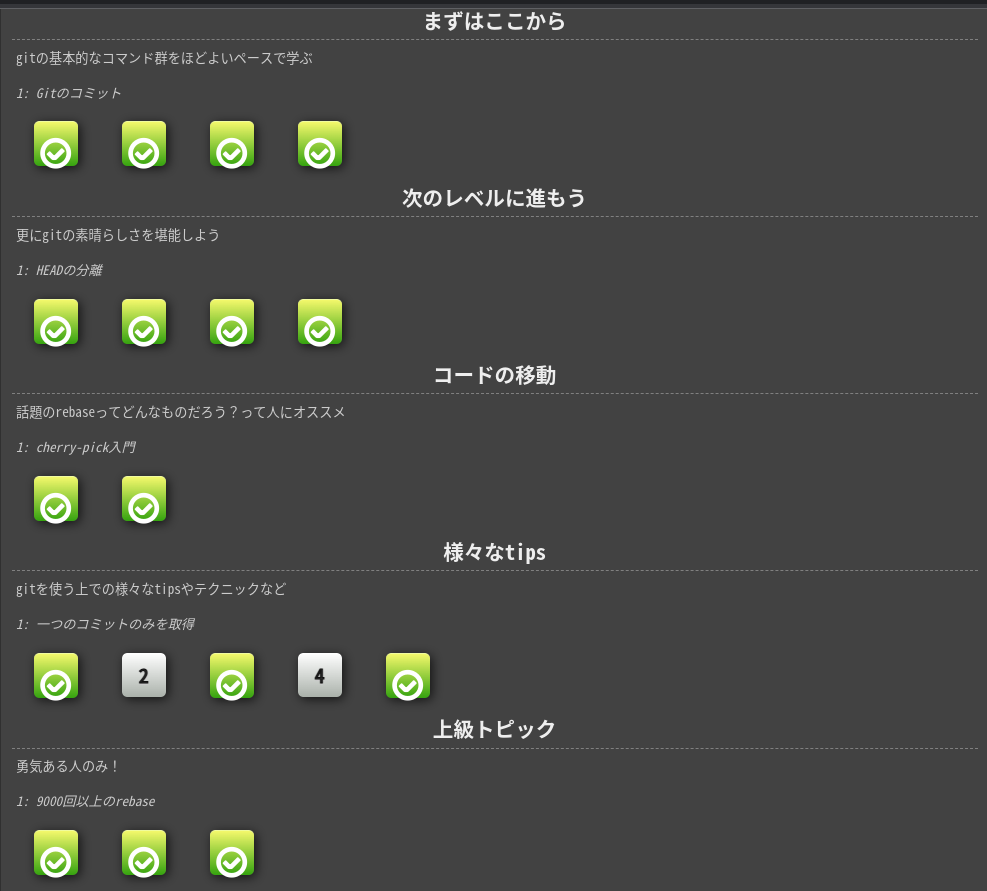 まずはここから
gitの基本的なコマンド群をほどよいペースで学ぶ
1: Gitのコミット
次のレベルに進もう
更にgitの素晴らしさを堪能しよう
1: HEADの分離
コードの移動
話題のrebaseってどんなものだろう？って人にオススメ
1: cherry-pick入門
様々なtips
gitを使う上での様々なtipsやテクニックなど
1: 一つのコミットのみを取得
2 4
上級トピック
勇気ある人のみ！
1: 9000回以上のrebase